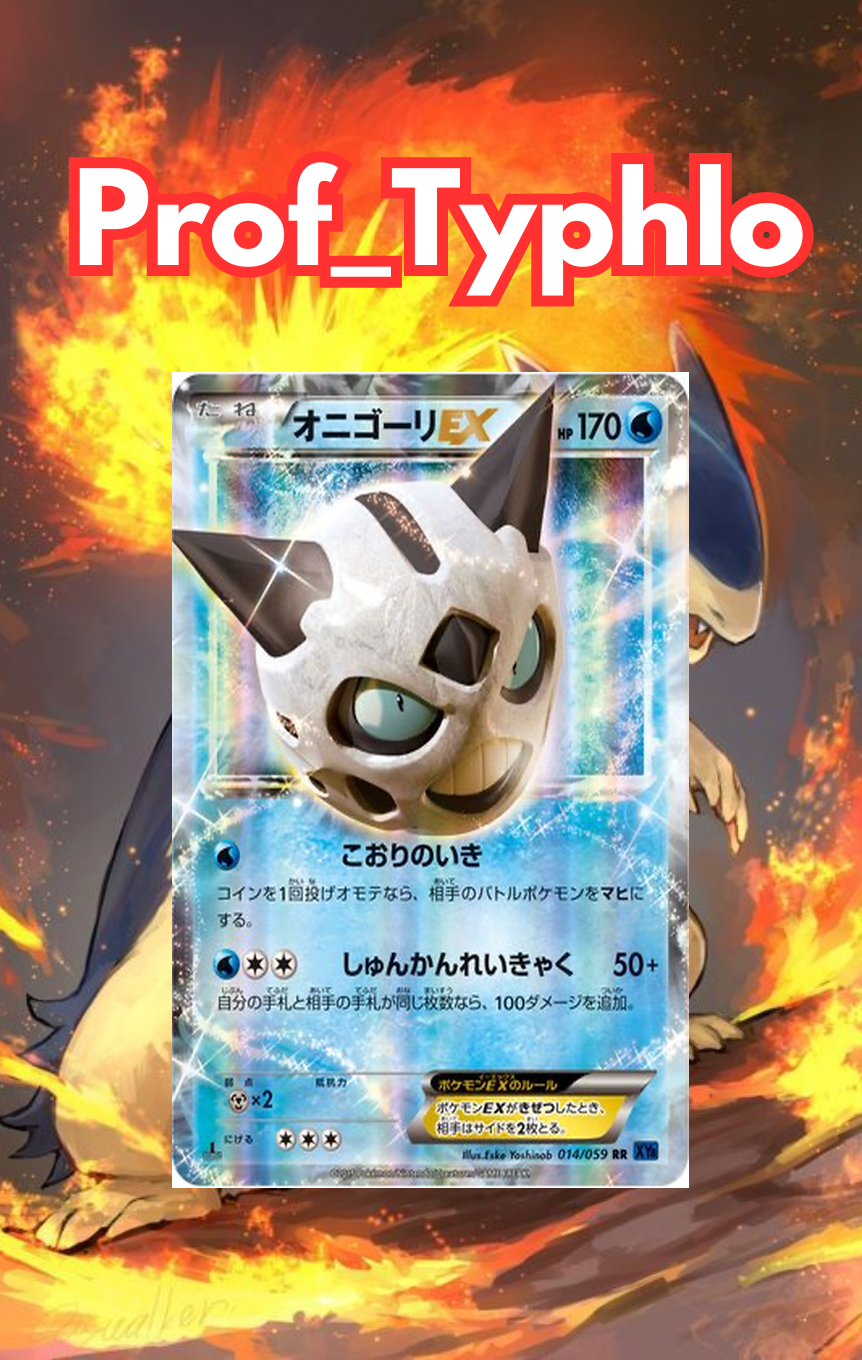 Prof_Typhlo
たね
オニゴーリEX HP170
こおりのいき
コインを1回投げオモテなら、相手のバトルポケモンをマヒに
する。
しゅんかんれいきゃく 50+
自分の手札と相手の手札が同じ枚数なら、100ダメージを追加。
弱点 抵抗力
×2
ポケモンEXのルール
ポケモンEXがきぜつしたとき、
相手はサイドを2枚とる。
にげる
Illus.Eske Yoshinob 014/059 RR
©2015 Pokémon/Nintendo/Creatures/GAME FREAK.